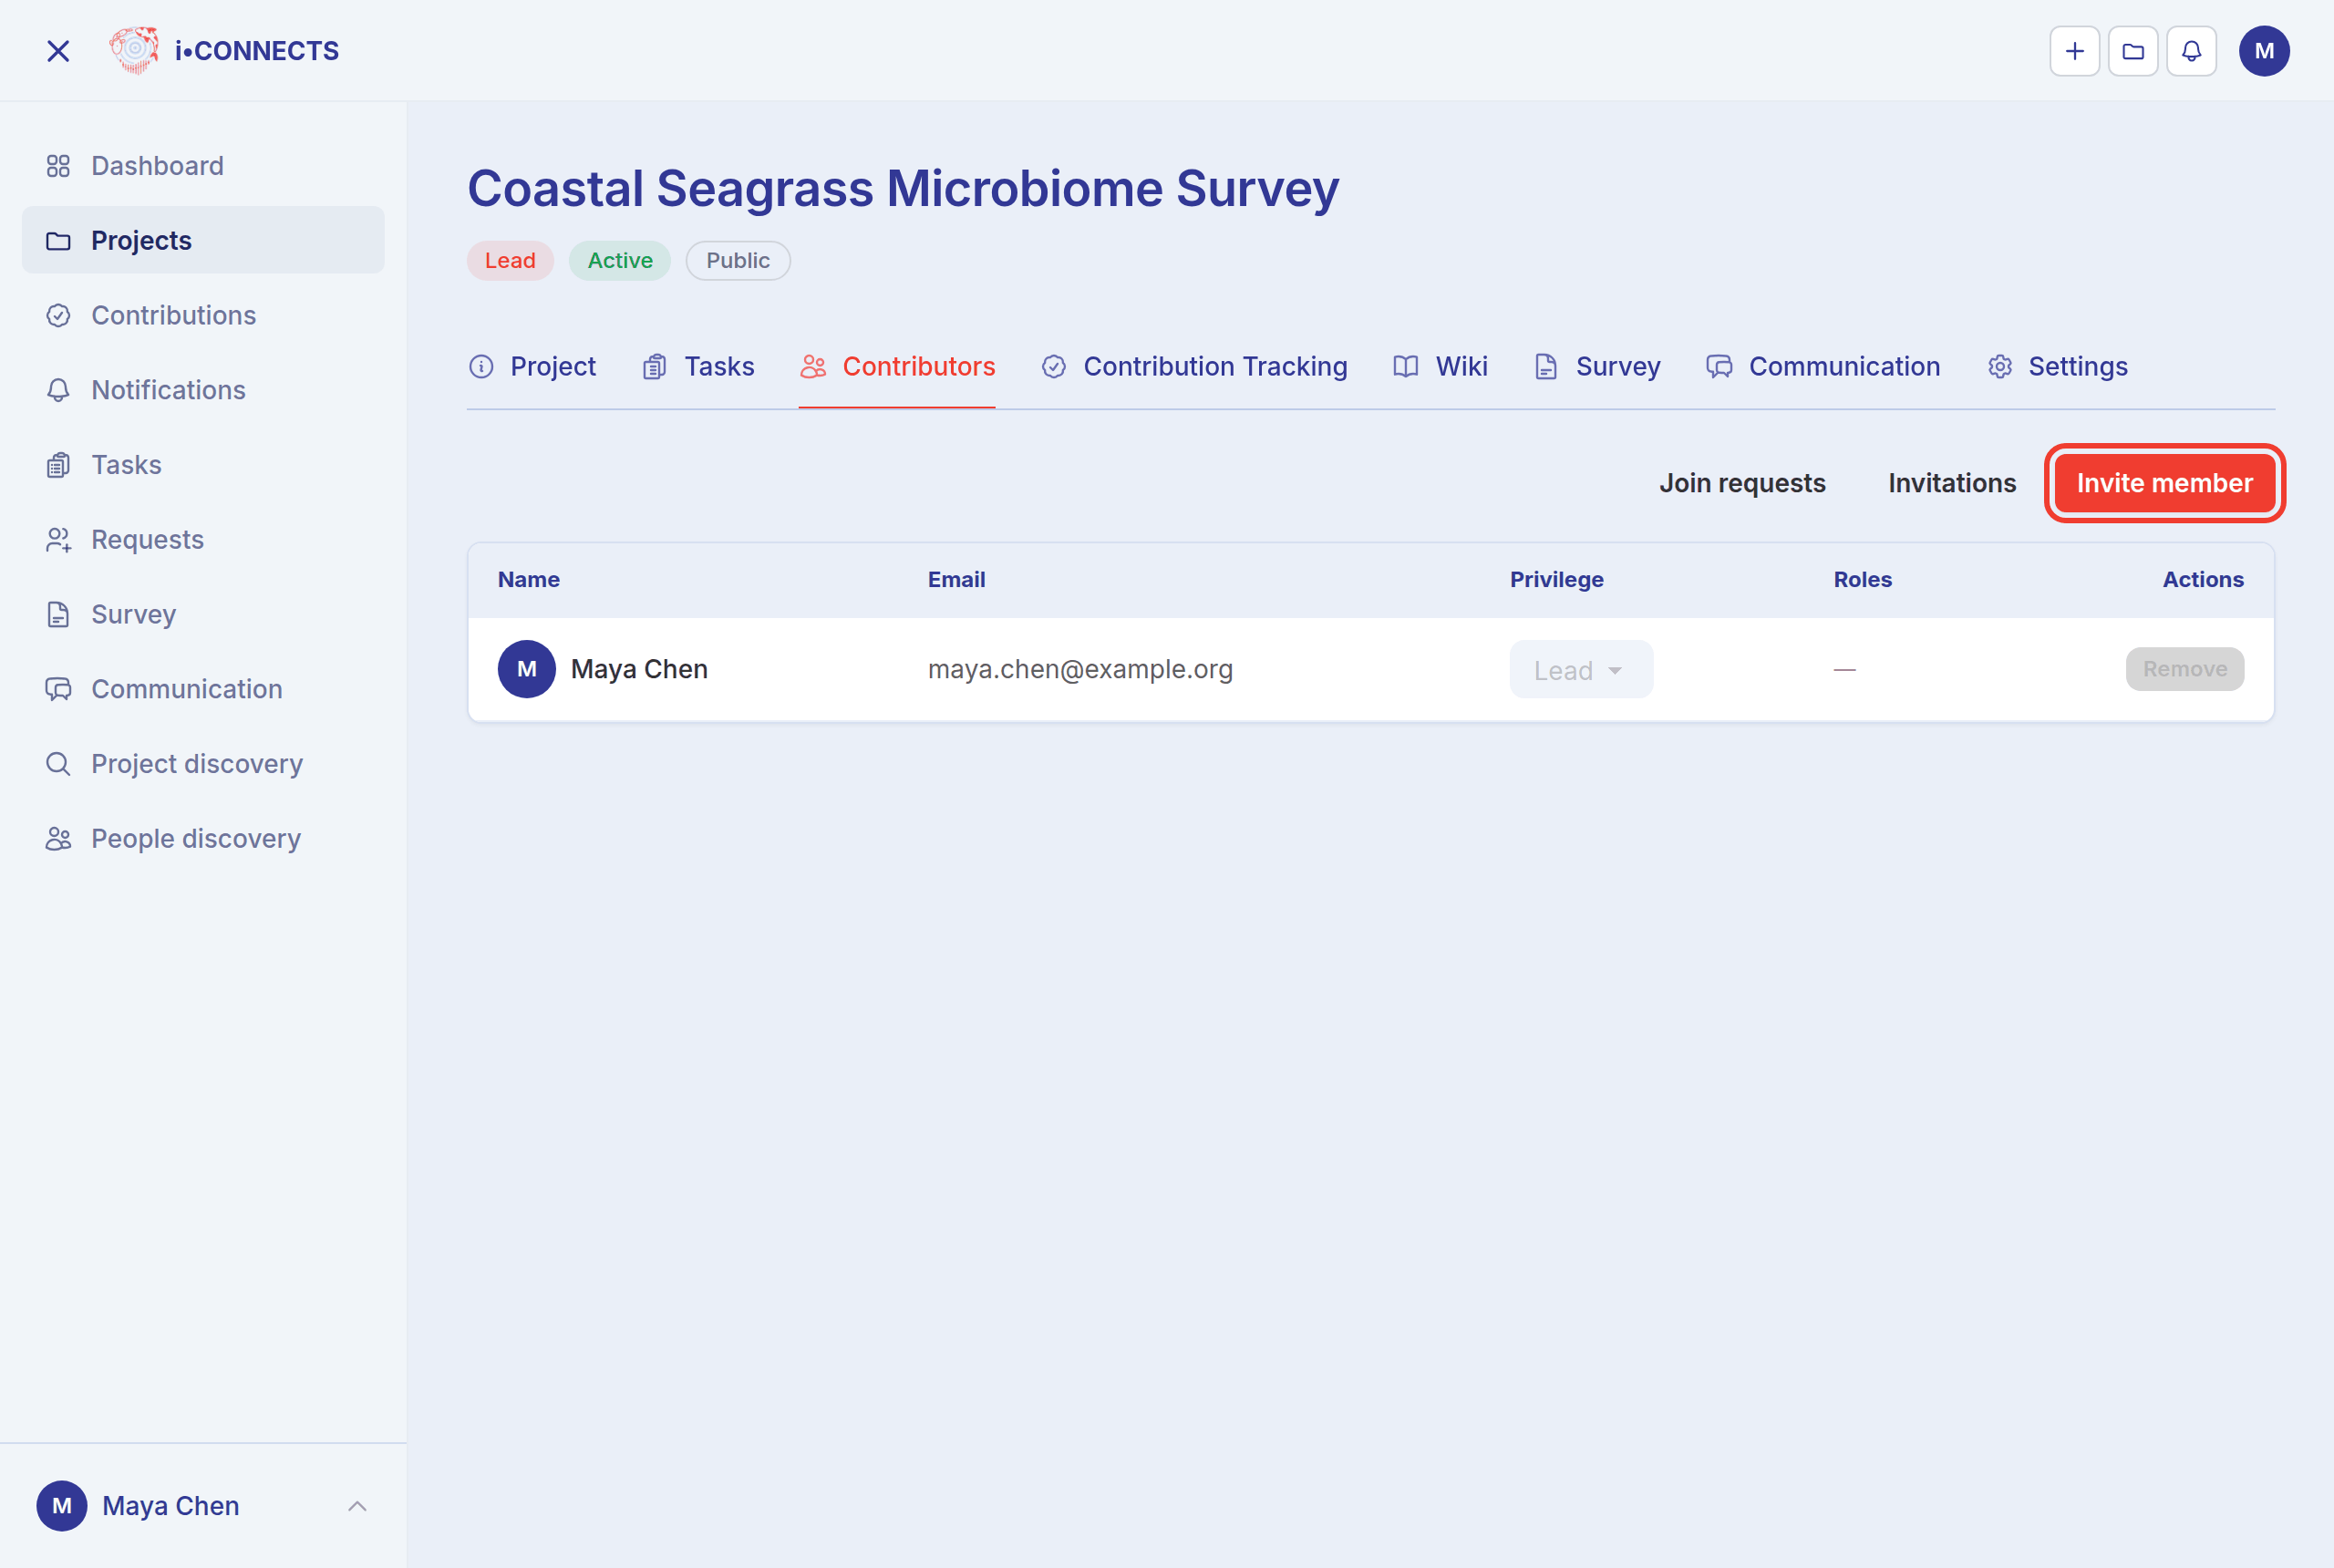 i•CONNECTS
M
Dashboard
Projects
Contributions
Notifications
Tasks
Requests
Survey
Communication
Project discovery
People discovery
M Maya Chen
Coastal Seagrass Microbiome Survey
Lead Active Public
Project Tasks Contributors Contribution Tracking Wiki Survey Communication Settings
Join requests Invitations Invite member
Name Email Privilege Roles Actions
M Maya Chen maya.chen@example.org Lead — Remove